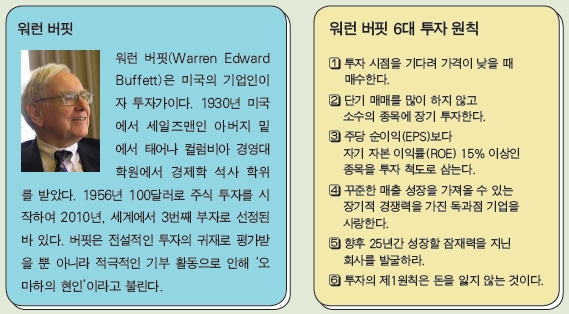 워런 버핏
워런 버핏(Warren Edward
Buffett)은 미국의 기업인이
자 투자가이다. 1930년 미국
에서 세일즈맨인 아버지 밑
에서 태어나 컬럼비아 경영대
학원에서 경제학 석사 학위
를 받았다. 1956년 100달러로 주식 투자를 시
작하여 2010년, 세계에서 3번째 부자로 선정된
바 있다. 버핏은 전설적인 투자의 귀재로 평가받
을 뿐 아니라 적극적인 기부 활동으로 인해 '오
마하의 현인'이라고 불린다.
워런 버핏 6대 투자 원칙
1 투자 시점을 기다려 가격이 낮을 때
매수한다.
2 단기 매매를 많이 하지 않고
소수의 종목에 장기 투자한다.
3 주당 순이익(EPS)보다
자기 자본 이익률(ROE) 15% 이상인
종목을 투자 척도로 삼는다.
4 꾸준한 매출 성장을 가져올 수 있는
장기적 경쟁력을 가진 독과점 기업을
사랑한다.
5 향후 25년간 성장할 잠재력을 지닌
회사를 발굴하라.
6 투자의 제1원칙은 돈을 잃지 않는 것이다.